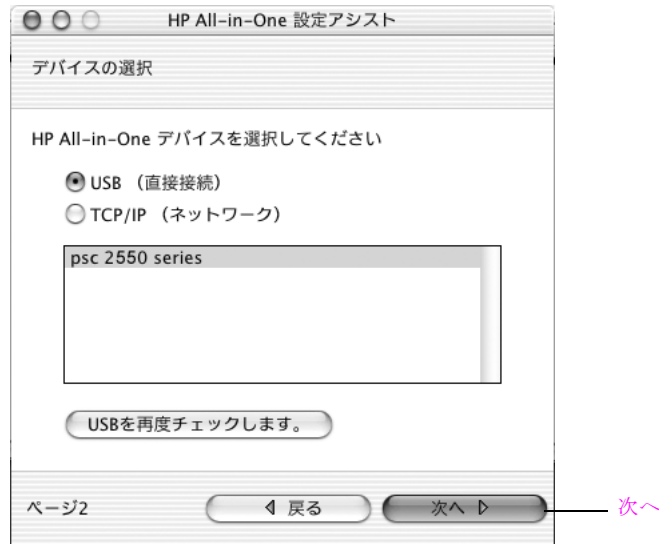 HP All-in-One 設定アシスト
デバイスの選択
HP All-in-One デバイスを選択してください
USB （直接接続）
TCP/IP （ネットワーク）
psc 2550 series
USBを再度チェックします。
ページ2
戻る
次へ
次へ